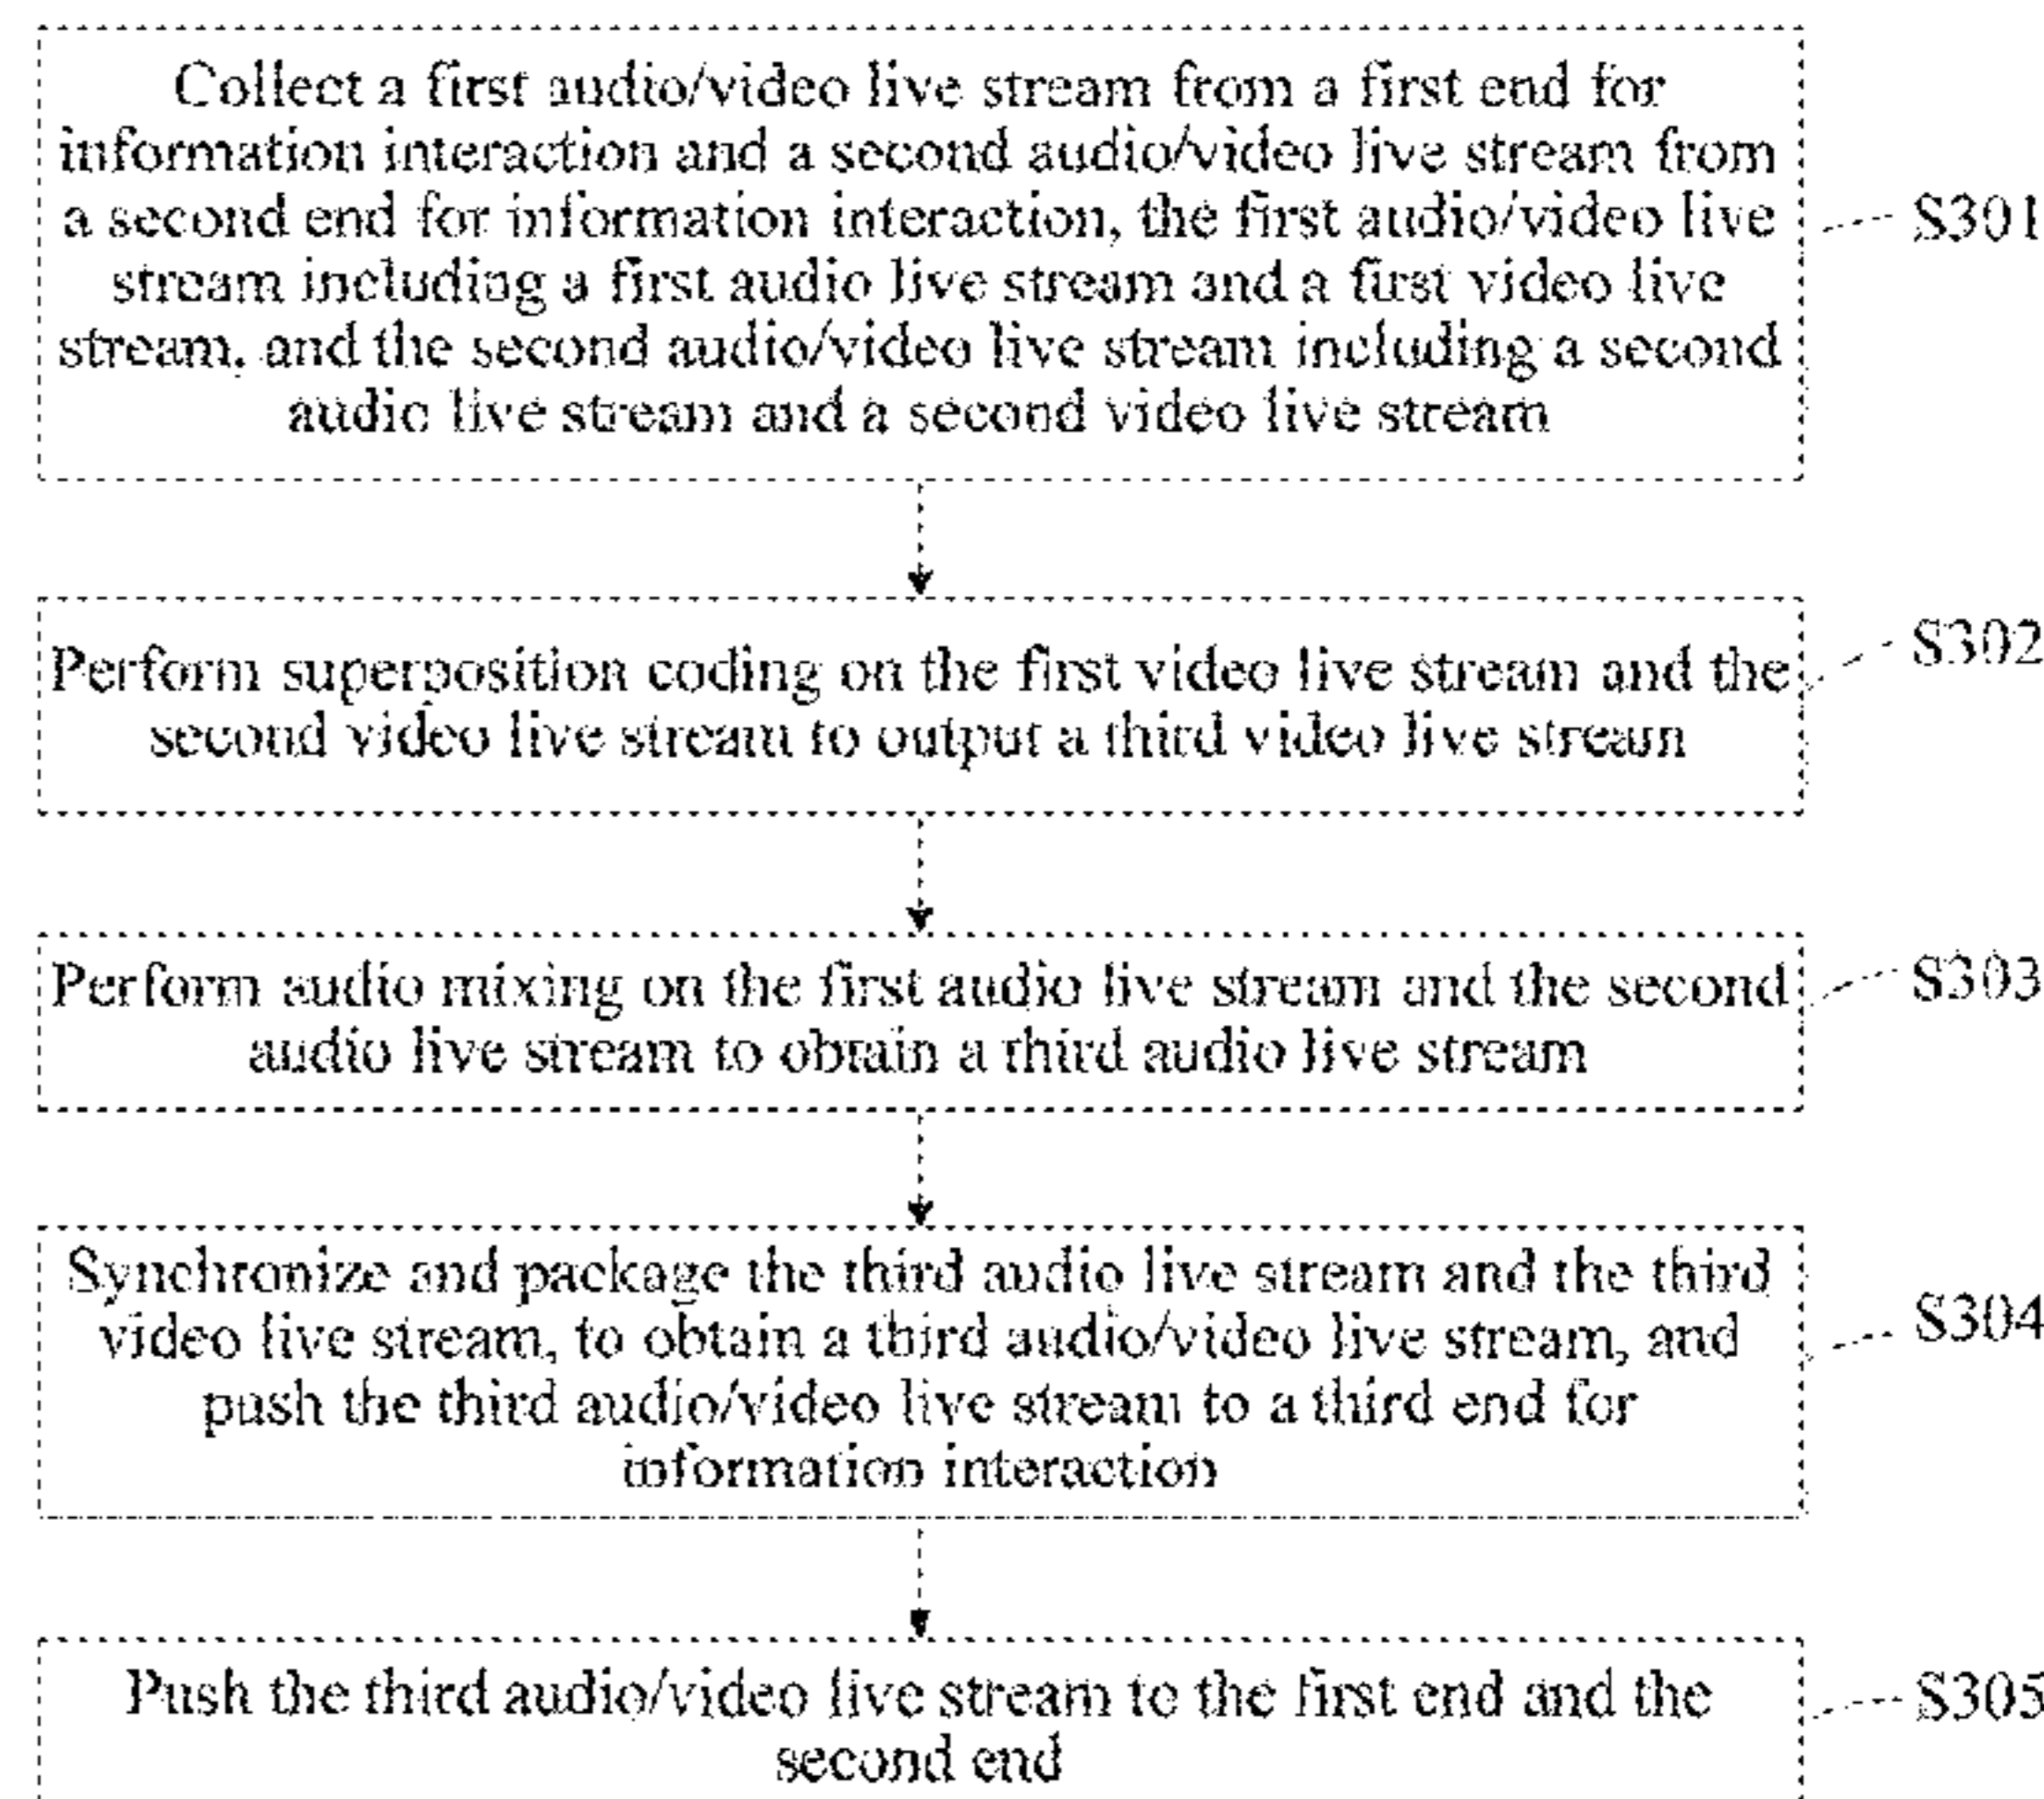 Collect a first audio/video live stream from a first end for
information interaction and a second audio/video live stream from
a second end for information interaction, the first audio/video live
stream including a first audio live stream and a first video live
stream, and the second audio/video live stream including a second
audio live stream and a second video live stream
S301
Perform superposition coding on the first video live stream and the
second video live stream to output a third video live stream
S302
Perform audio mixing on the first audio live stream and the second
audio live stream to obtain a third audio live stream
S303
Synchronize and package the third audio live stream and the third
video live stream, to obtain a third audio/video live stream, and
push the third audio/video live stream to a third end for
information interaction
S304
Push the third audio/video live stream to the first end and the
second end
S305